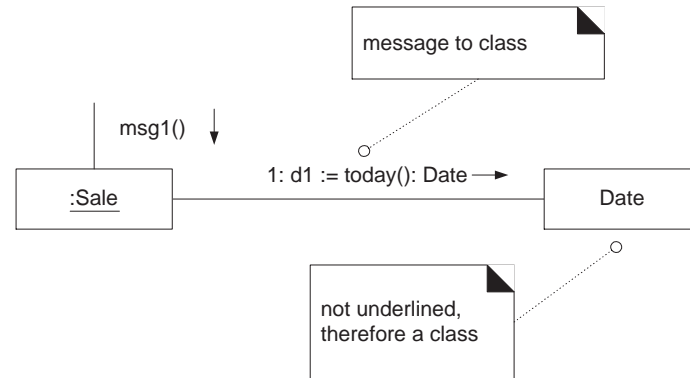 message to class
msg1()
1: d1 := today(): Date
:Sale
Date
not underlined,
therefore a class